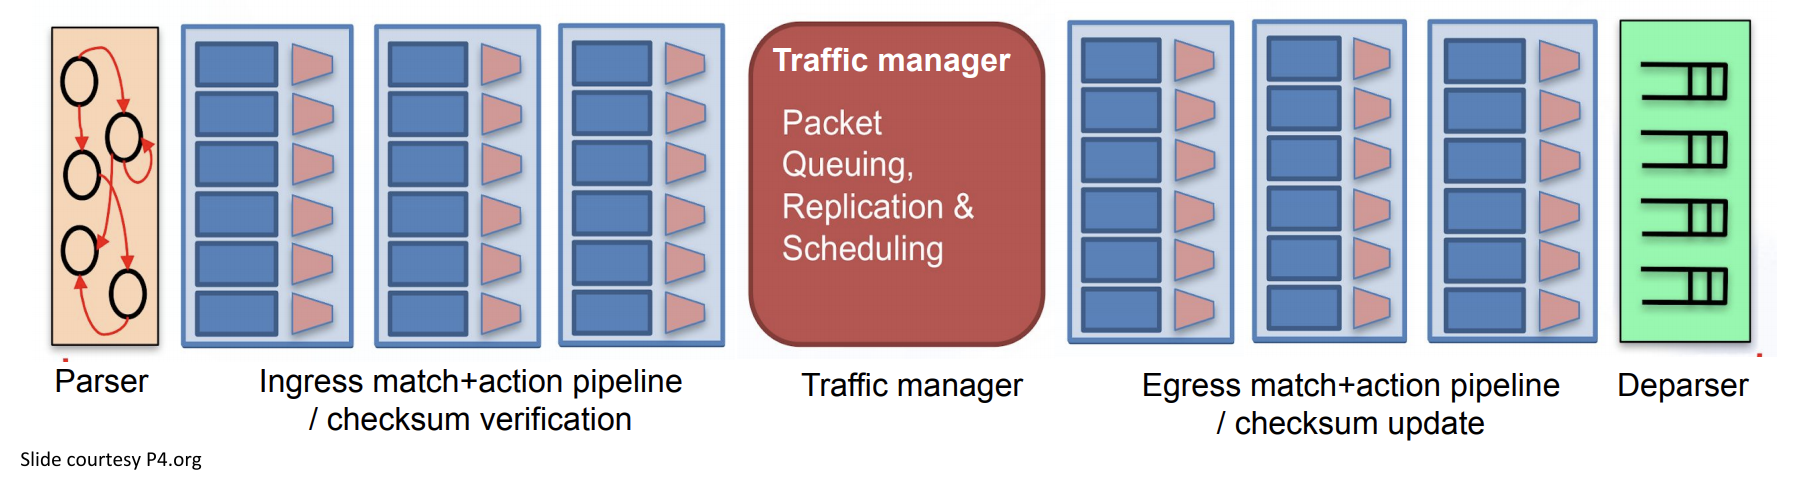 Traffic manager
Packet
Queuing,
Replication &
Scheduling
Parser
Ingress match+action pipeline
/ checksum verification
Traffic manager
Egress match+action pipeline
/ checksum update
Deparser
Slide courtesy P4.org